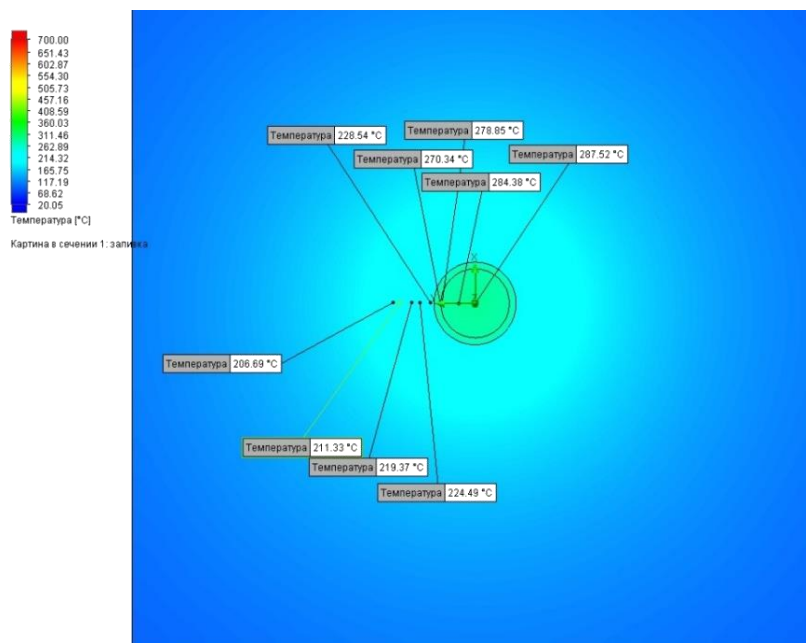 700.00
651.43
602.87
554.30
505.73
457.16
408.59
360.03
311.46
262.89
214.32
165.75
117.19
68.62
20.05
Температура [°C]
Картина в сечении 1: заливка
Температура 228.54 °C
Температура 278.85 °C
Температура 270.34 °C
Температура 287.52 °C
Температура 284.38 °C
X
Температура 206.69 °C
Температура 211.33 °C
Температура 219.37 °C
Температура 224.49 °C